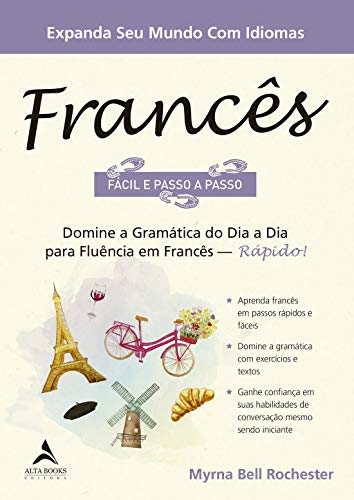 Expanda Seu Mundo Com Idiomas
Francês
FÁCIL E PASSO A PASSO
Domine a Gramática do Dia a Dia
para Fluência em Francês — Rápido!
Aprenda francês
em passos rápidos e
fáceis
Domine a gramática
com exercícios e
textos
Ganhe confiança em
suas habilidades de
conversação mesmo
sendo iniciante
ALTA BOOKS
EDITORA
Myrna Bell Rochester